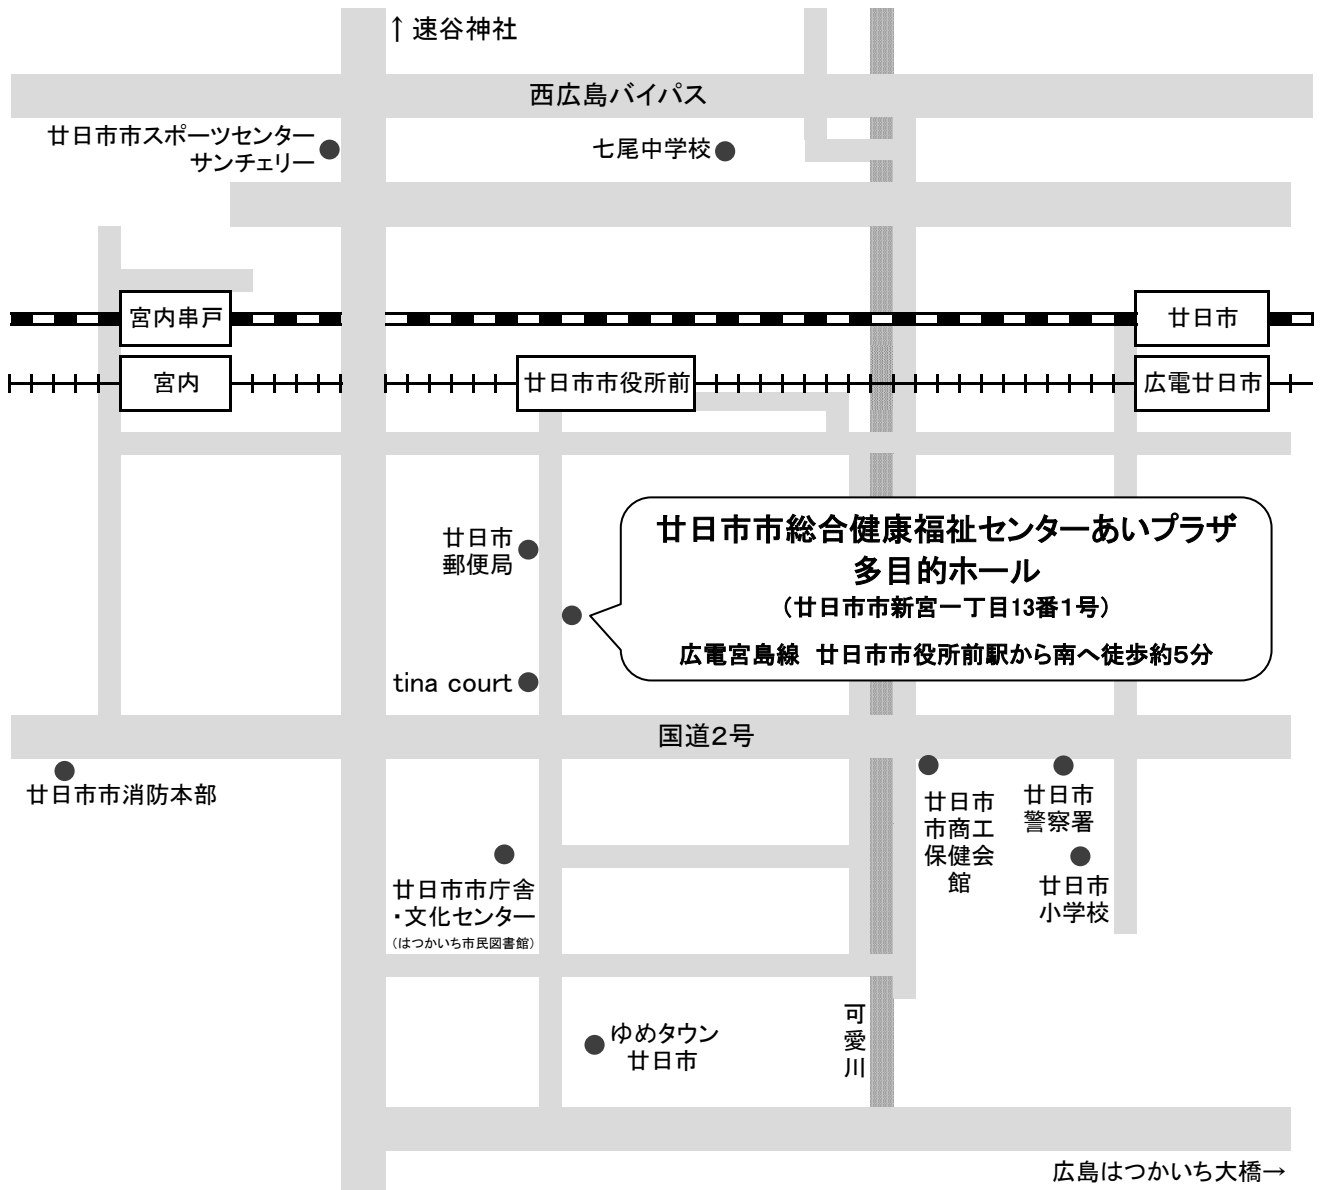 ↑ 速谷神社
西広島バイパス
廿日市市スポーツセンター
サンチェリー
七尾中学校
宮内串戸
廿日市
宮内
廿日市市役所前
広電廿日市
廿日市
郵便局
廿日市市総合健康福祉センターあいプラザ
多目的ホール
(廿日市市新宮一丁目13番1号)
広電宮島線　廿日市市役所前駅から南へ徒歩約5分
tina court
国道2号
廿日市市消防本部
廿日市
市商工
保健会
館
廿日市
警察署
廿日市
小学校
廿日市市庁舎
・文化センター
(はつかいち市民図書館)
ゆめタウン
廿日市
可
愛
川
広島はつかいち大橋→